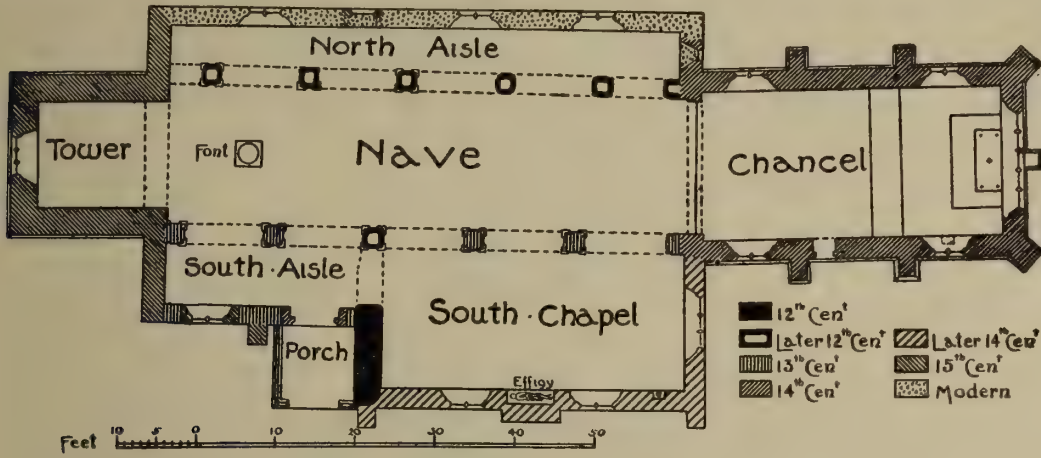 North Aisle
Tower
Font
Nave
Chancel
South · Aisle
South · Chapel
Porch
Effigy
12th Cent
Later 12th Cent
13th Cent
14th Cent
Later 14th Cent
15th Cent
Modern
Feet 10 5 0 10 20 30 40 50